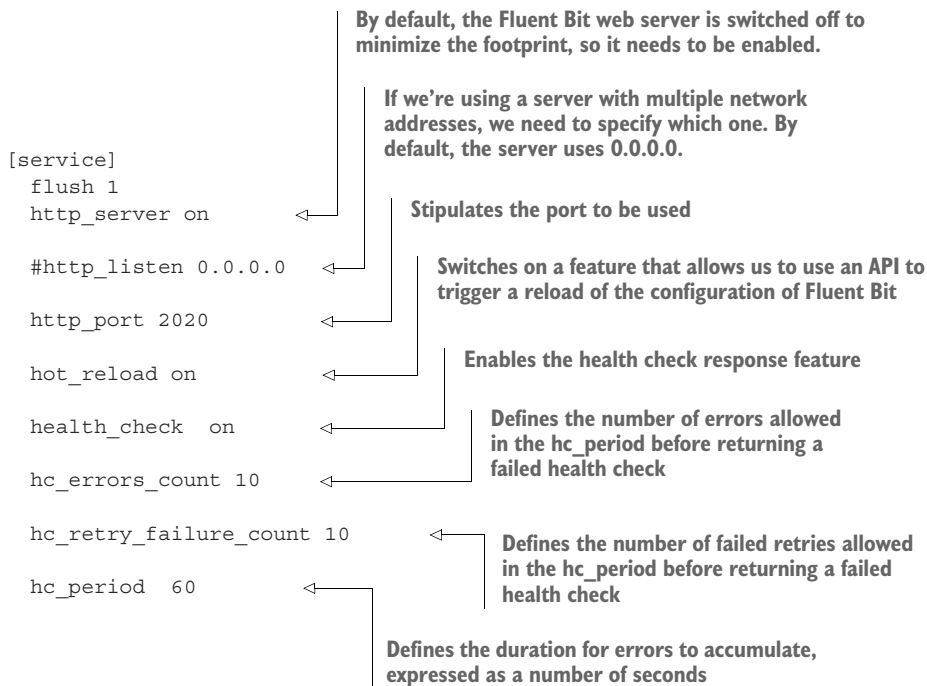 By default, the Fluent Bit web server is switched off to
minimize the footprint, so it needs to be enabled.
If we're using a server with multiple network
addresses, we need to specify which one. By
default, the server uses 0.0.0.0.
[service]
flush 1
http_server on
Stipulates the port to be used
#http_listen 0.0.0.0
Switches on a feature that allows us to use an API to
trigger a reload of the configuration of Fluent Bit
http_port 2020
Enables the health check response feature
hot_reload on
health_check  on
Defines the number of errors allowed
in the hc_period before returning a
failed health check
hc_errors_count 10
hc_retry_failure_count 10
Defines the number of failed retries allowed
in the hc_period before returning a failed
health check
hc_period  60
Defines the duration for errors to accumulate,
expressed as a number of seconds